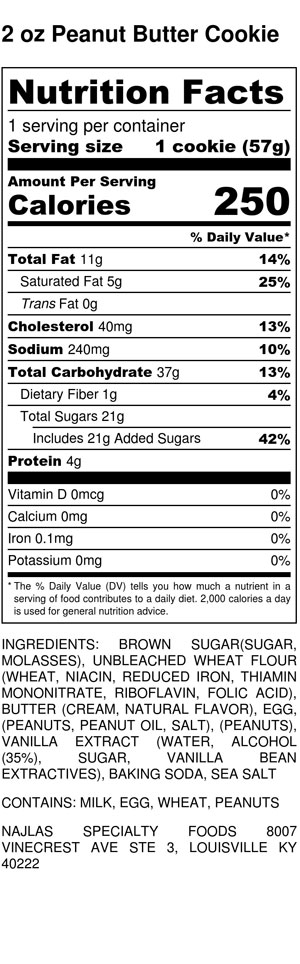 2 oz Peanut Butter Cookie
Nutrition Facts
1 serving per container
Serving size 1 cookie (57g)
Amount Per Serving
Calories 250
% Daily Value*
Total Fat 11g 14%
Saturated Fat 5g 25%
Trans Fat 0g
Cholesterol 40mg 13%
Sodium 240mg 10%
Total Carbohydrate 37g 13%
Dietary Fiber 1g 4%
Total Sugars 21g
Includes 21g Added Sugars 42%
Protein 4g
Vitamin D 0mcg 0%
Calcium 0mg 0%
Iron 0.1mg 0%
Potassium 0mg 0%
* The % Daily Value (DV) tells you how much a nutrient in a
serving of food contributes to a daily diet. 2,000 calories a day
is used for general nutrition advice.
INGREDIENTS: BROWN SUGAR(SUGAR,
MOLASSES), UNBLEACHED WHEAT FLOUR
(WHEAT, NIACIN, REDUCED IRON, THIAMIN
MONONITRATE, RIBOFLAVIN, FOLIC ACID),
BUTTER (CREAM, NATURAL FLAVOR), EGG,
(PEANUTS, PEANUT OIL, SALT), (PEANUTS),
VANILLA EXTRACT (WATER, ALCOHOL
(35%), SUGAR, VANILLA BEAN
EXTRACTIVES), BAKING SODA, SEA SALT
CONTAINS: MILK, EGG, WHEAT, PEANUTS
NAJLAS SPECIALTY FOODS 8007
VINECREST AVE STE 3, LOUISVILLE KY
40222